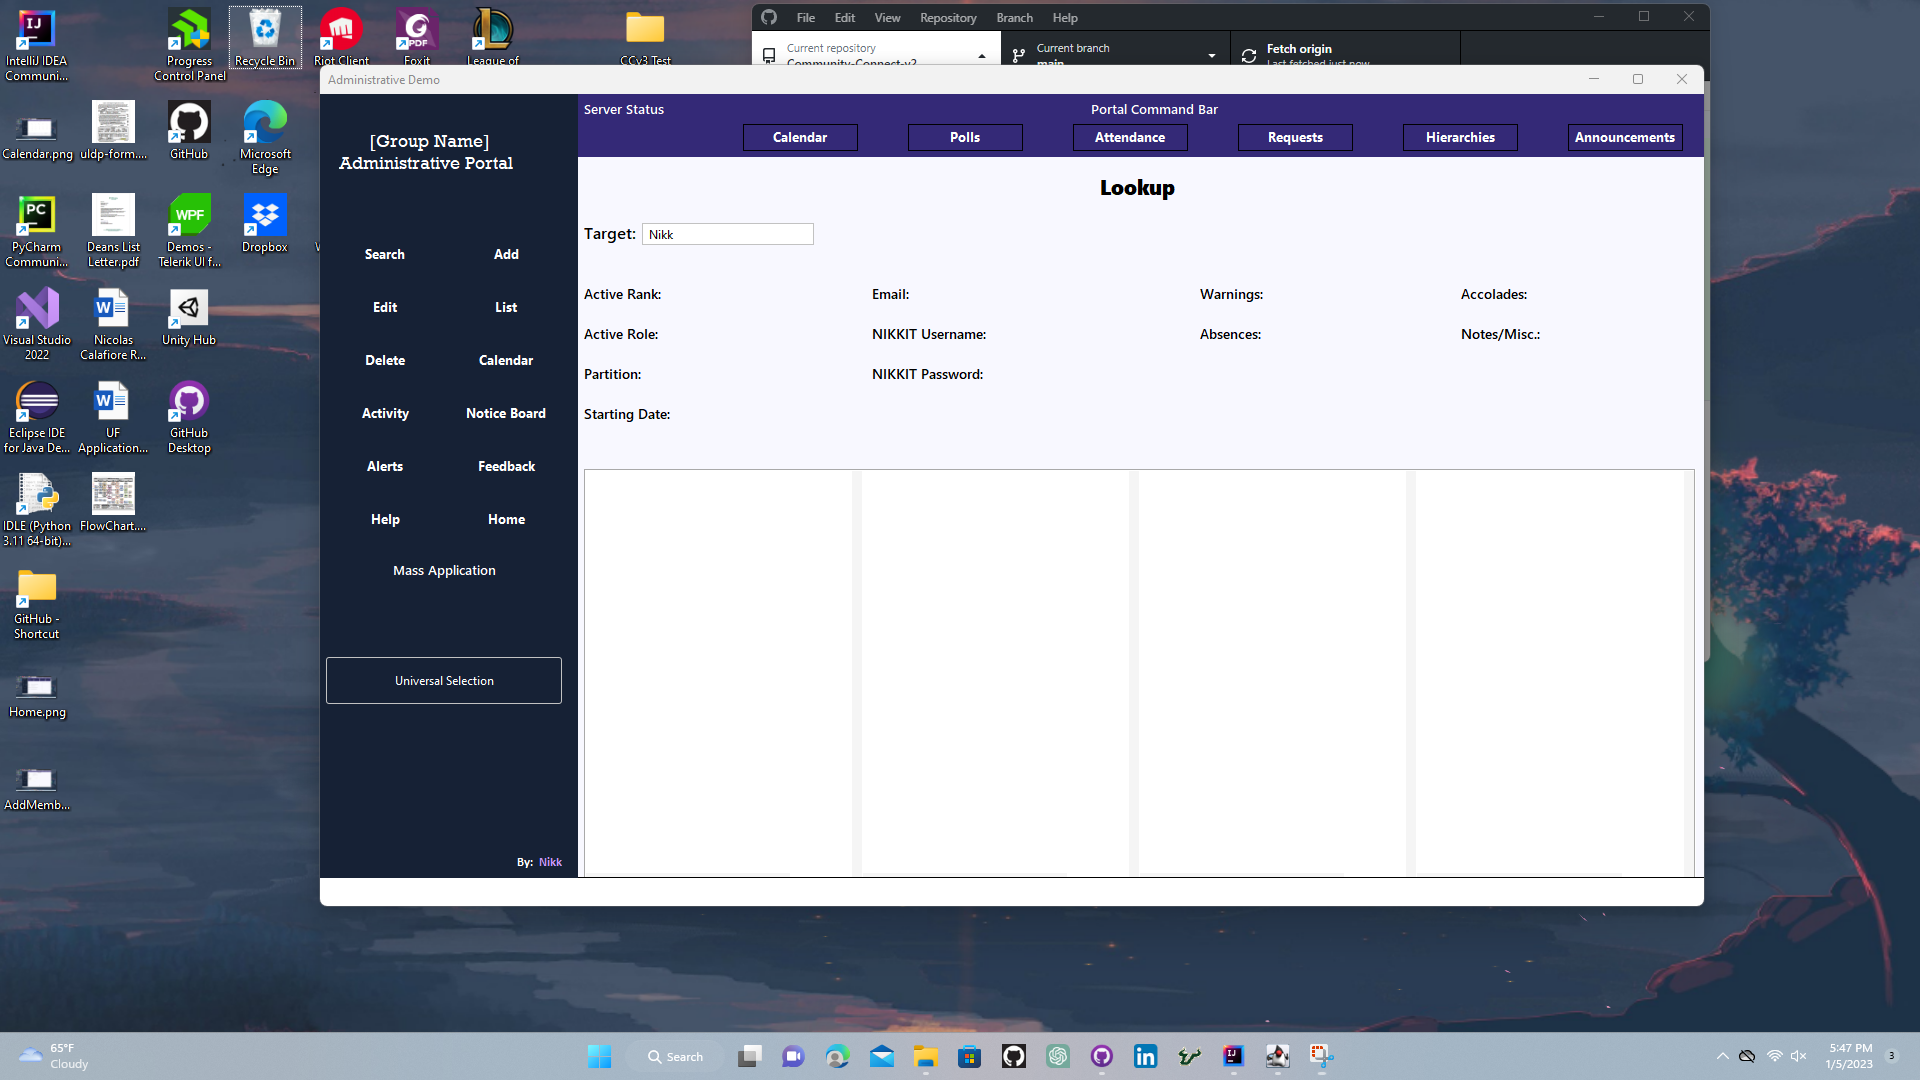 IntelliJ IDEA
Communi...
Progress
Control Panel
Recycle Bin
Riot Client
Foxit
League of
CCv3 Test
Calendar.png
uldp-form....
GitHub
Microsoft
Edge
PyCharm
Communi...
Deans List
Letter.pdf
Demos -
Telerik UI f...
Dropbox
Visual Studio
2022
Nicolas
Calafiore R...
Unity Hub
Eclipse IDE
for Java De...
UF
Application...
GitHub
Desktop
IDLE (Python
3.11 64-bit)...
FlowChart....
GitHub -
Shortcut
Home.png
AddMemb...
File Edit View Repository Branch Help
Current repository
Community-Connect-v2
Current branch
main
Fetch origin
Last fetched just now
Administrative Demo
[Group Name]
Administrative Portal
Search Add
Edit List
Delete Calendar
Activity Notice Board
Alerts Feedback
Help Home
Mass Application
Universal Selection
By: Nikk
Server Status
Portal Command Bar
Calendar Polls Attendance Requests Hierarchies Announcements
Lookup
Target: Nikk
Active Rank: Email: Warnings: Accolades:
Active Role: NIKKIT Username: Absences: Notes/Misc.:
Partition: NIKKIT Password:
Starting Date:
65°F
Cloudy
Search
5:47 PM
1/5/2023
3